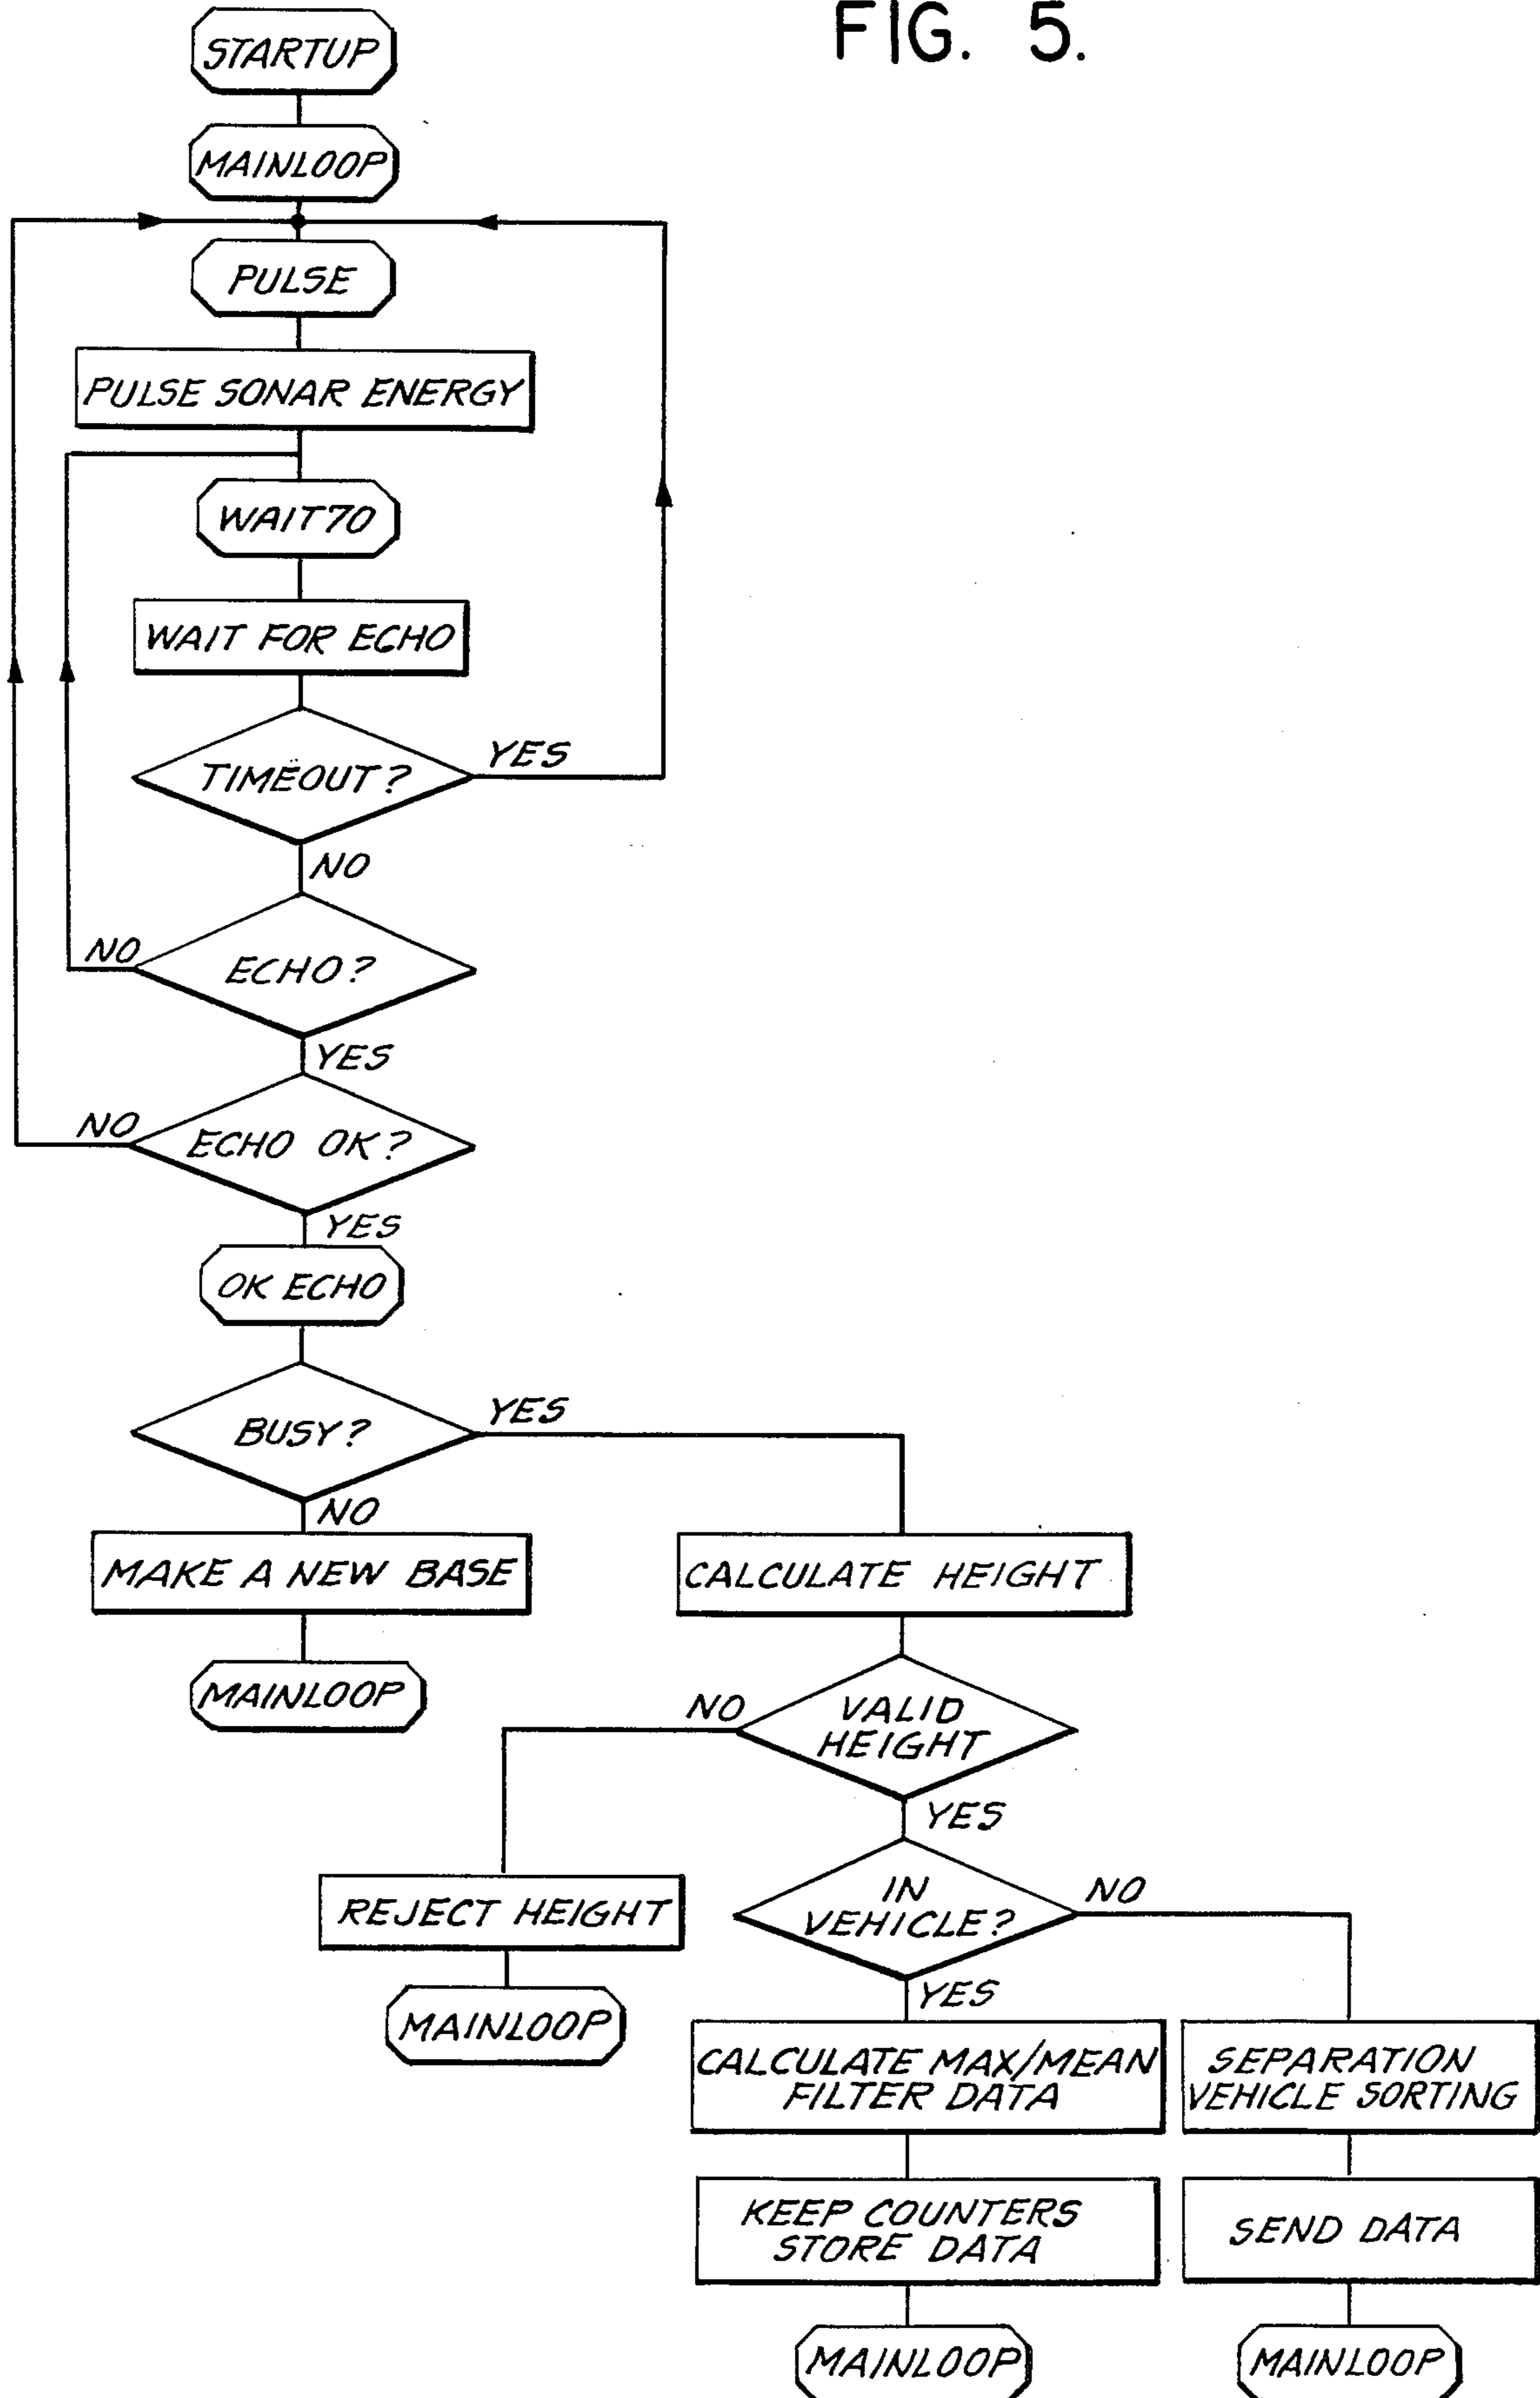 FIG. 5.
STARTUP
MAINLOOP
PULSE
PULSE SONAR ENERGY
WAIT70
WAIT FOR ECHO
TIMEOUT?
YES
NO
ECHO?
NO
YES
ECHO OK?
NO
YES
OK ECHO
BUSY?
YES
NO
MAKE A NEW BASE
MAINLOOP
CALCULATE HEIGHT
VALID
HEIGHT
NO
YES
REJECT HEIGHT
MAINLOOP
IN
VEHICLE?
NO
YES
CALCULATE MAX/MEAN
FILTER DATA
KEEP COUNTERS
STORE DATA
MAINLOOP
SEPARATION
VEHICLE SORTING
SEND DATA
MAINLOOP